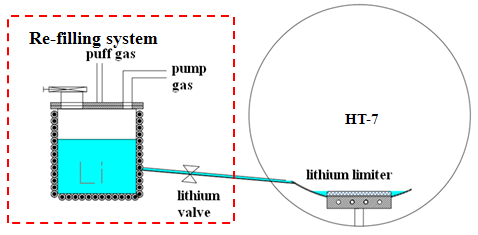 Re-filling system
puff gas
pump
gas
HT-7
lithium limiter
Li
lithium
valve